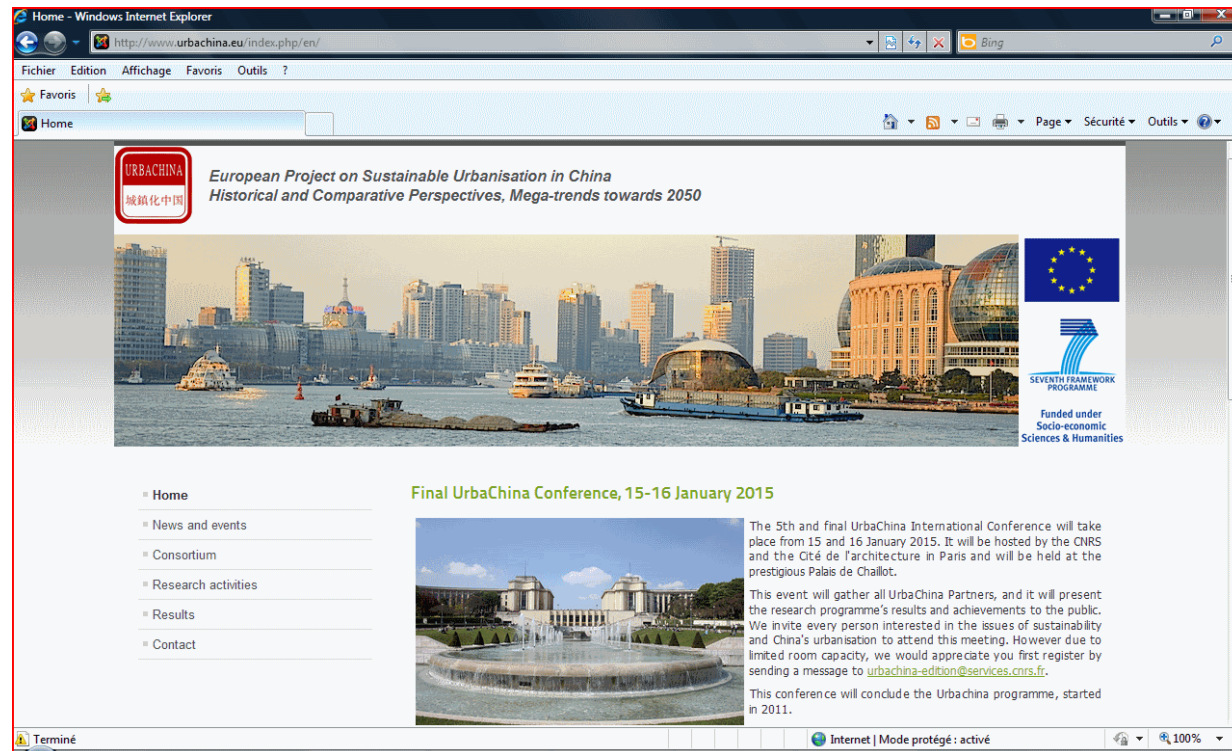 Home - Windows Internet Explorer
http://www.urbachina.eu/index.php/en/
Bing
Fichier Edition Affichage Favoris Outils ?
Favoris
Home
Page Sécurité Outils
URBACHINA
城鎮化中国
European Project on Sustainable Urbanisation in China
Historical and Comparative Perspectives, Mega-trends towards 2050
7
SEVENTH FRAMEWORK
PROGRAMME
Funded under
Socio-economic
Sciences & Humanities
Home
News and events
Consortium
Research activities
Results
Contact
Final UrbaChina Conference, 15-16 January 2015
The 5th and final UrbaChina International Conference will take
place from 15 and 16 January 2015. It will be hosted by the CNRS
and the Cité de l'architecture in Paris and will be held at the
prestigious Palais de Chaillot.
This event will gather all UrbaChina Partners, and it will present
the research programme's results and achievements to the public.
We invite every person interested in the issues of sustainability
and China's urbanisation to attend this meeting. However due to
limited room capacity, we would appreciate you first register by
sending a message to urbachina-edition@services.cnrs.fr.
This conference will conclude the Urbachina programme, started
in 2011.
Terminé
Internet | Mode protégé : activé
100%